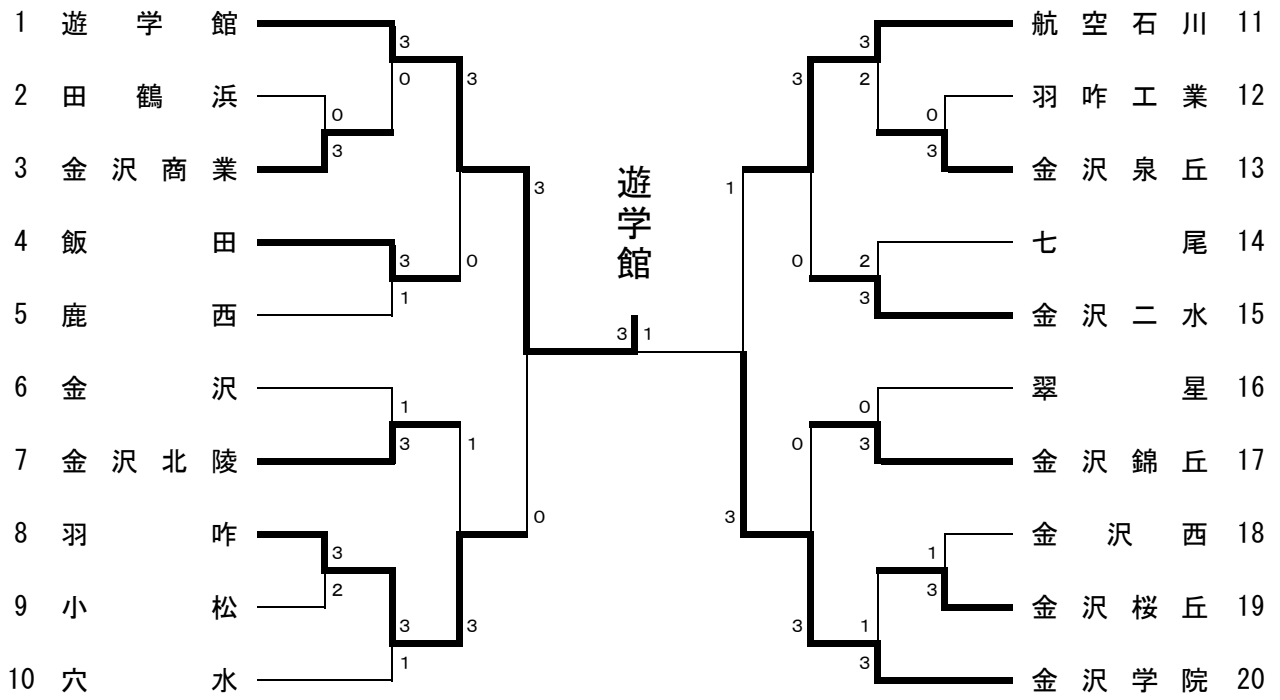 1 遊学館
2 田鶴浜
3 金沢商業
4 飯田
5 鹿西
6 金沢
7 金沢北陵
8 羽咋
9 小松
10 穴水
3
0
0
3
3
3
1
0
1
3
1
3
2
3
1
3
3
0
遊学館
3 1
1
3
3
0
0
3
3
2
0
3
2
3
0
3
1
3
1
3
航空石川 11
羽咋工業 12
金沢泉丘 13
七尾 14
金沢二水 15
翠星 16
金沢錦丘 17
金沢西 18
金沢桜丘 19
金沢学院 20